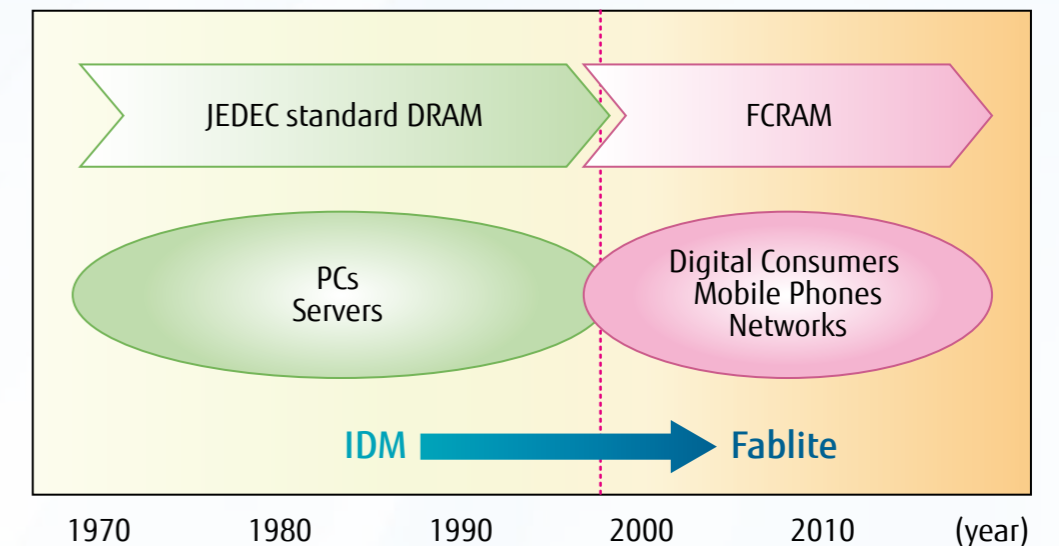 JEDEC standard DRAM
FCRAM
PCs
Servers
Digital Consumers
Mobile Phones
Networks
IDM
Fablite
1970 1980 1990 2000 2010 (year)